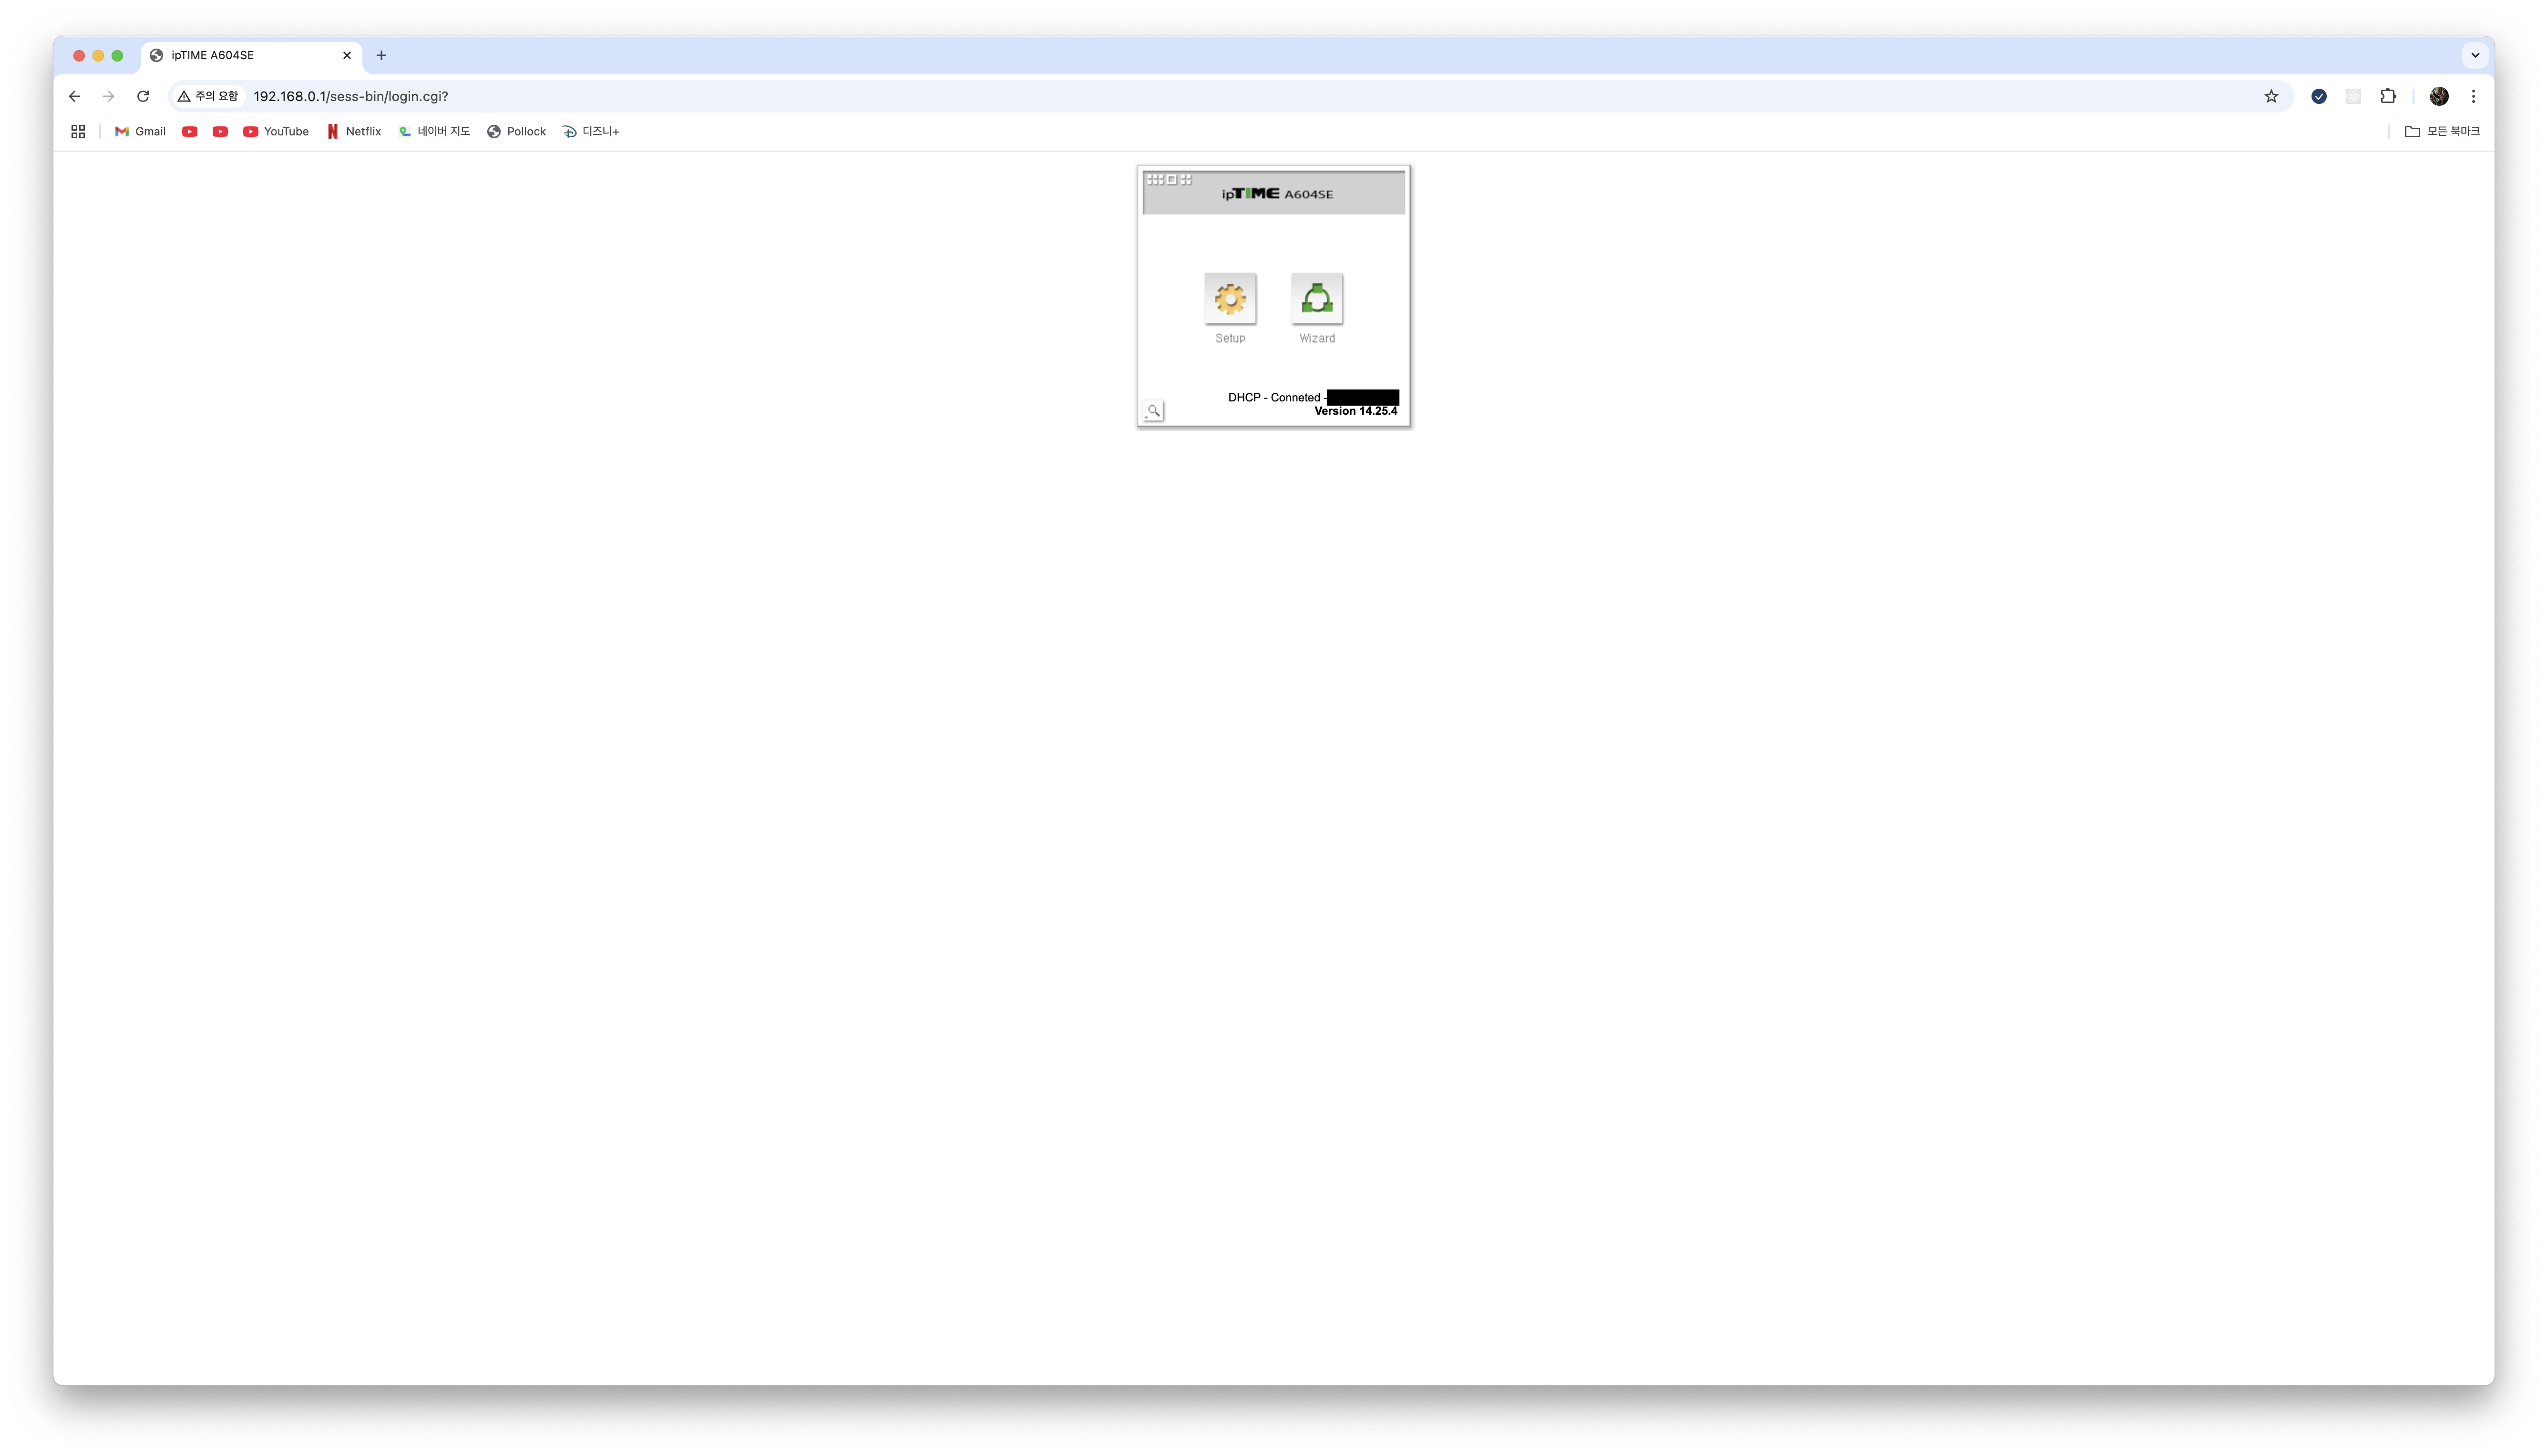 ipTIME A604SE
주의 요함 192.168.0.1/sess-bin/login.cgi?
Gmail YouTube Netflix 네이버 지도 Pollock 디즈니+ 모든 북마크
ipTIME A604SE
Setup Wizard
DHCP - Conneted -
Version 14.25.4